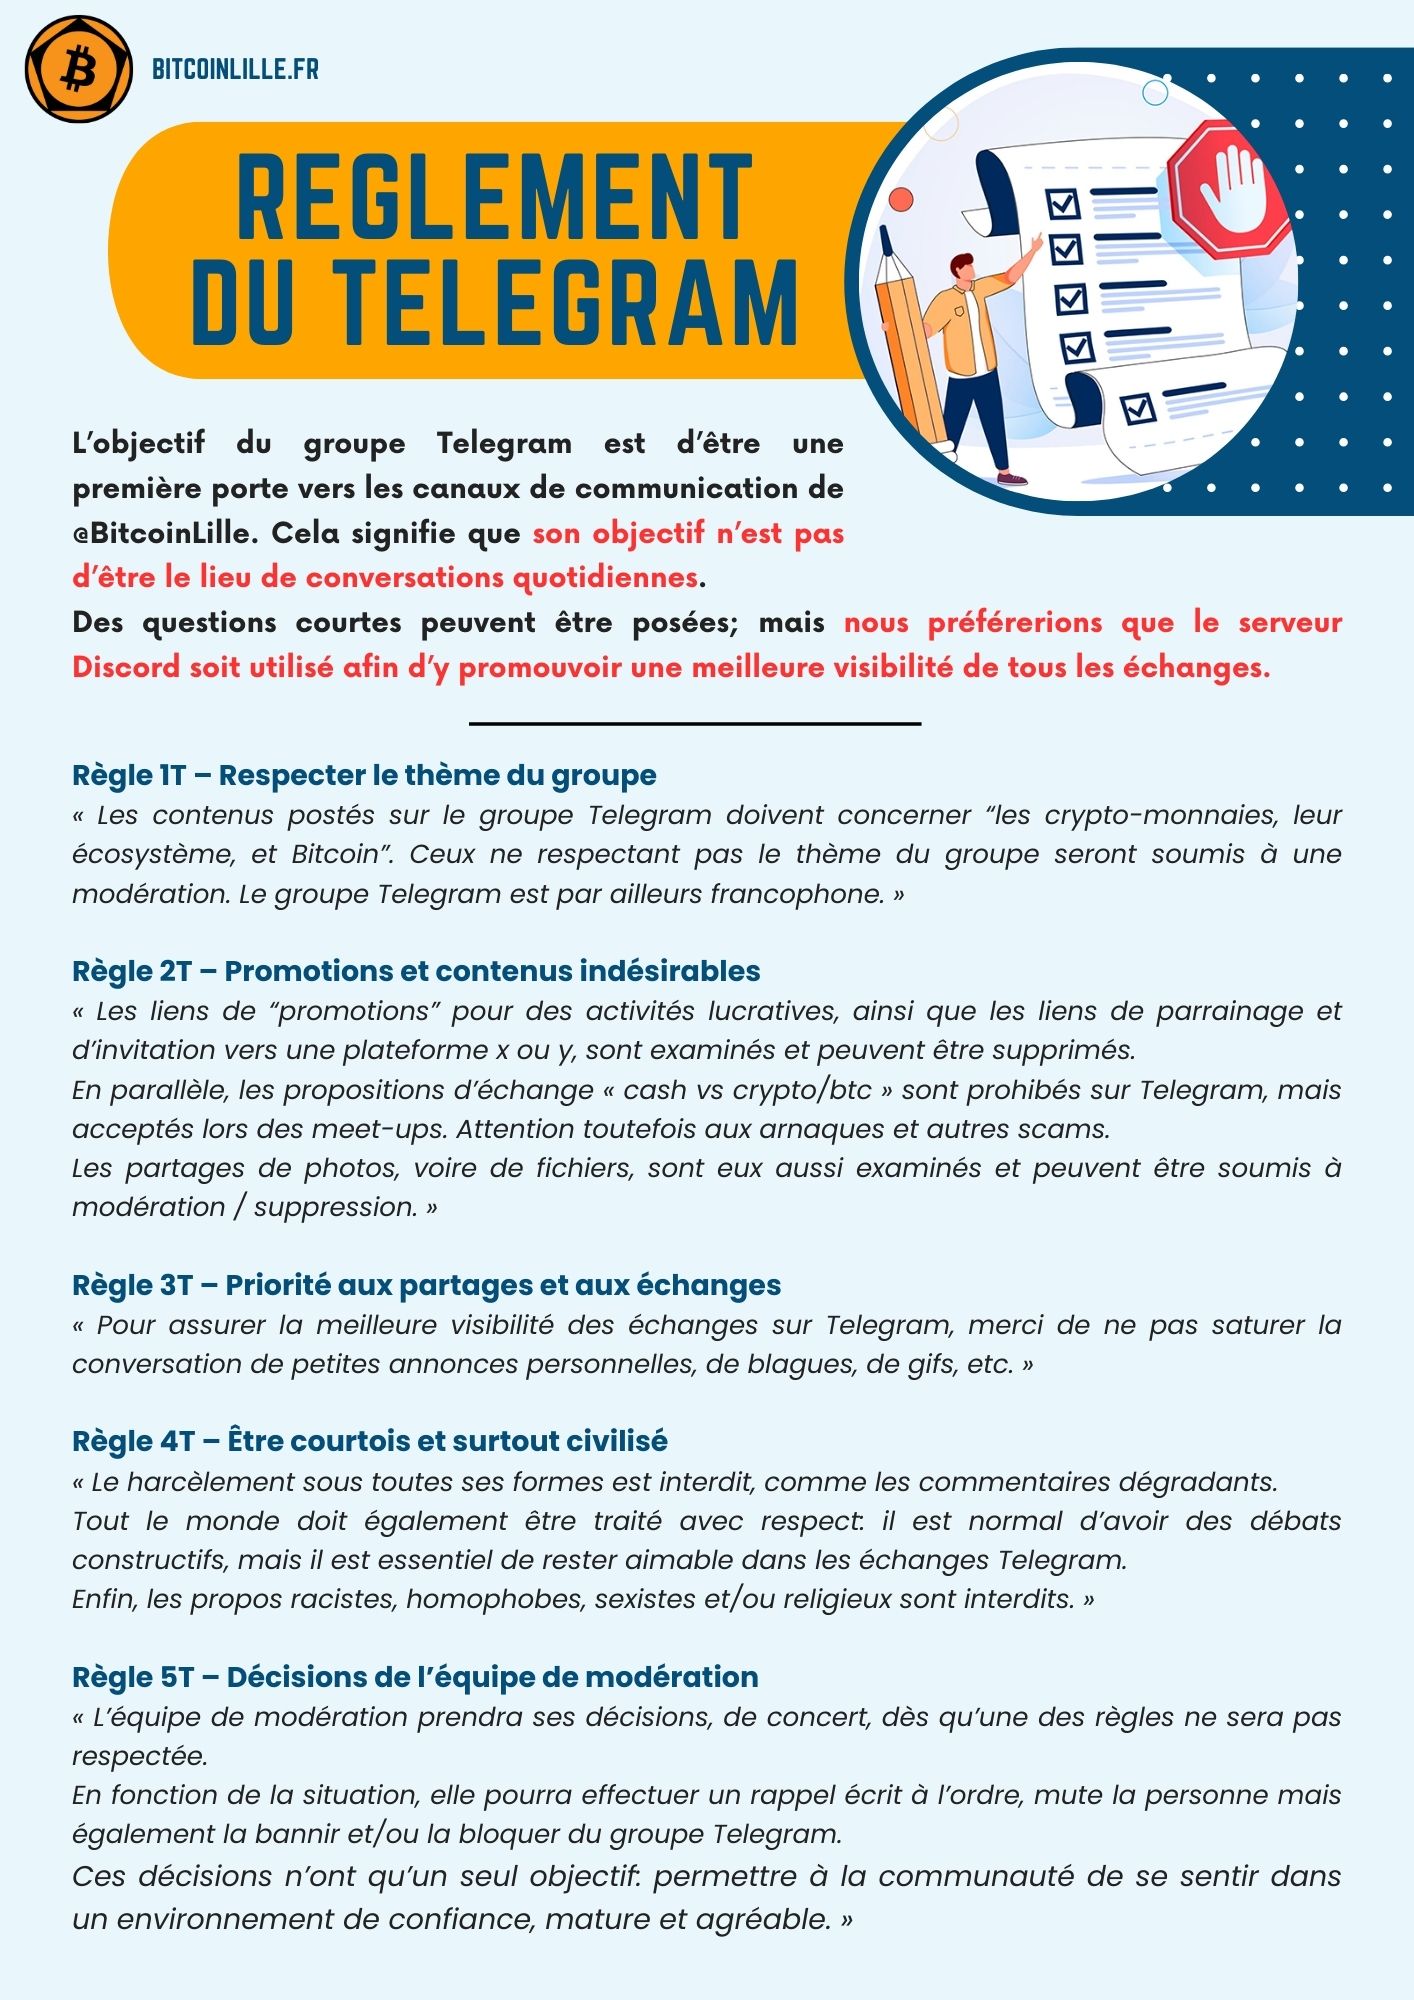 BITCOINLILLE.FR
REGLEMENT
DU TELEGRAM
L’objectif du groupe Telegram est d’être une
première porte vers les canaux de communication de
@BitcoinLille. Cela signifie que son objectif n’est pas
d’être le lieu de conversations quotidiennes.
Des questions courtes peuvent être posées; mais nous préférerions que le serveur
Discord soit utilisé afin d’y promouvoir une meilleure visibilité de tous les échanges.
Règle 1T – Respecter le thème du groupe
« Les contenus postés sur le groupe Telegram doivent concerner “les crypto-monnaies, leur
écosystème, et Bitcoin”. Ceux ne respectant pas le thème du groupe seront soumis à une
modération. Le groupe Telegram est par ailleurs francophone. »
Règle 2T – Promotions et contenus indésirables
« Les liens de “promotions” pour des activités lucratives, ainsi que les liens de parrainage et
d’invitation vers une plateforme x ou y, sont examinés et peuvent être supprimés.
En parallèle, les propositions d’échange « cash vs crypto/btc » sont prohibés sur Telegram, mais
acceptés lors des meet-ups. Attention toutefois aux arnaques et autres scams.
Les partages de photos, voire de fichiers, sont eux aussi examinés et peuvent être soumis à
modération / suppression. »
Règle 3T – Priorité aux partages et aux échanges
« Pour assurer la meilleure visibilité des échanges sur Telegram, merci de ne pas saturer la
conversation de petites annonces personnelles, de blagues, de gifs, etc. »
Règle 4T – Être courtois et surtout civilisé
« Le harcèlement sous toutes ses formes est interdit, comme les commentaires dégradants.
Tout le monde doit également être traité avec respect: il est normal d’avoir des débats
constructifs, mais il est essentiel de rester aimable dans les échanges Telegram.
Enfin, les propos racistes, homophobes, sexistes et/ou religieux sont interdits. »
Règle 5T – Décisions de l’équipe de modération
« L’équipe de modération prendra ses décisions, de concert, dès qu’une des règles ne sera pas
respectée.
En fonction de la situation, elle pourra effectuer un rappel écrit à l’ordre, mute la personne mais
également la bannir et/ou la bloquer du groupe Telegram.
Ces décisions n’ont qu’un seul objectif: permettre à la communauté de se sentir dans
un environnement de confiance, mature et agréable. »